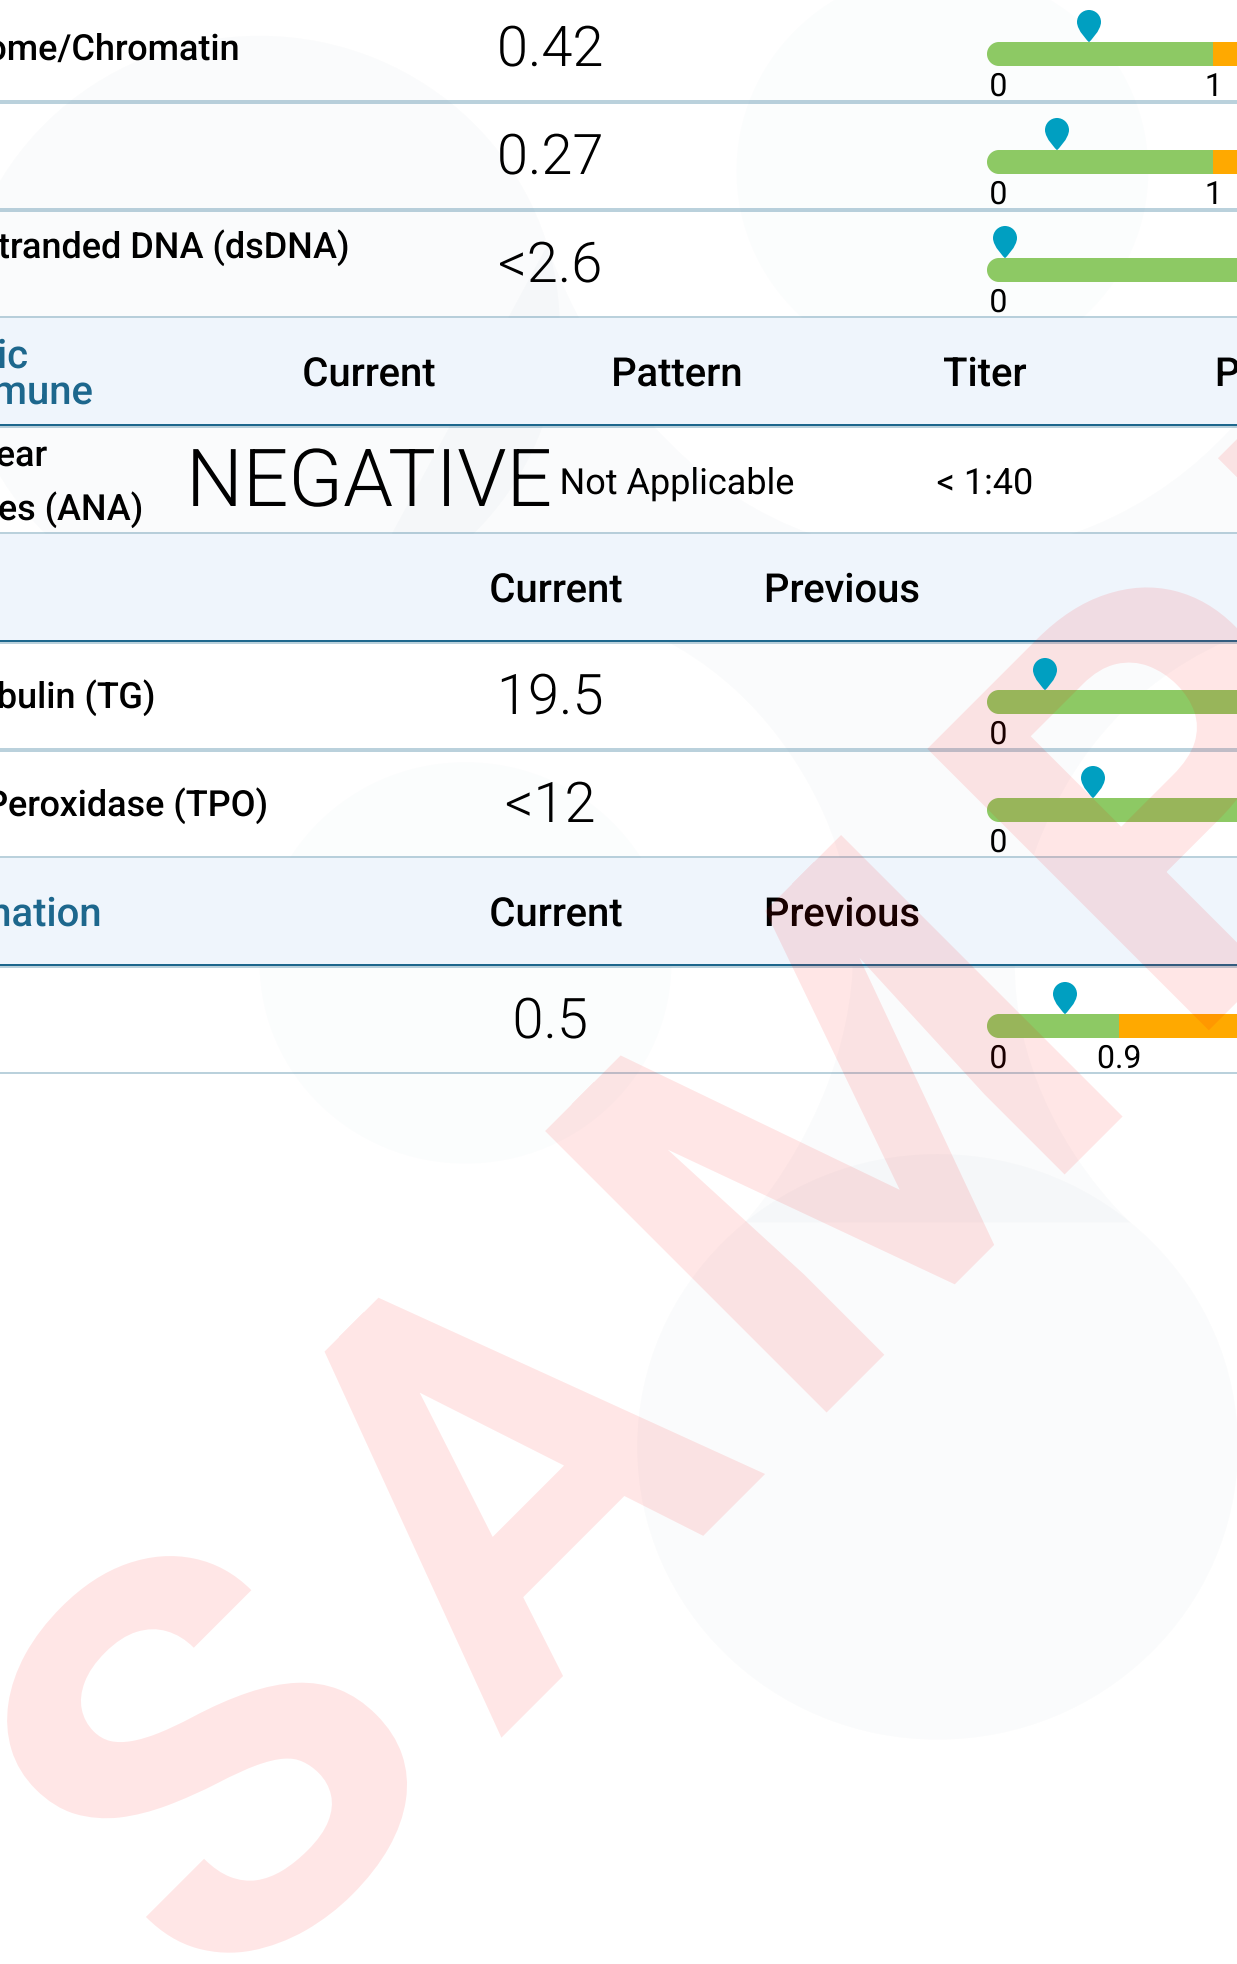 ome/Chromatin 0.42
0 1
0.27
0 1
tranded DNA (dsDNA) <2.6
0
ic
mune Current Pattern Titer P
ear
es (ANA) NEGATIVE Not Applicable < 1:40
Current Previous
bulin (TG) 19.5
0
Peroxidase (TPO) <12
0
nation Current Previous
0.5
0 0.9
SAMP